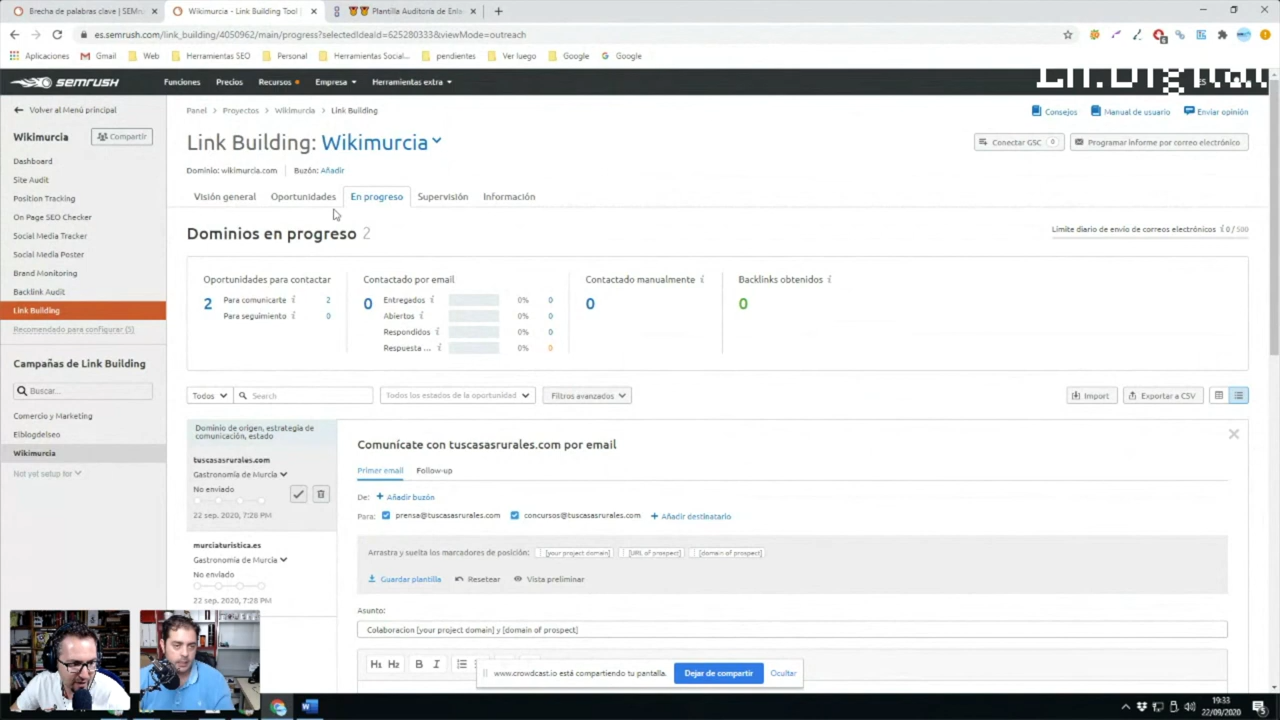 Brecha de palabras clave | SEMru
Wikimurcia - Link Building Tool |
Plantilla Auditoría de Enla
es.semrush.com/link_building/4050962/main/progress?selectedIdeaId=625280333&viewMode=outreach
Aplicaciones
Gmail
Web
Herramientas SEO
Personal
Herramientas Social...
pendientes
Ver luego
Google
Google
semrush
Funciones
Precios
Recursos
Empresa
Herramientas extra
Volver al Menú principal
Panel > Proyectos > Wikimurcia > Link Building
Consejos
Manual de usuario
Enviar opinión
Wikimurcia
Compartir
Link Building: Wikimurcia
Conectar GSC 0
Programar informe por correo electrónico
Dominio: wikimurcia.com
Buzón: Añadir
Dashboard
Site Audit
Position Tracking
On Page SEO Checker
Social Media Tracker
Social Media Poster
Brand Monitoring
Backlink Audit
Link Building
Recomendado para configurar (5)
Visión general
Oportunidades
En progreso
Supervisión
Información
Dominios en progreso 2
Límite diario de envío de correos electrónicos i 0 / 500
Oportunidades para contactar
2
Para comunicarte i 2
Para seguimiento i 0
Contactado por email
0
Entregados i 0% 0
Abiertos i 0% 0
Respondidos i 0% 0
Respuesta ... i 0% 0
Contactado manualmente i
0
Backlinks obtenidos i
0
Campañas de Link Building
Buscar...
Comercio y Marketing
Elblogdelseo
Wikimurcia
Not yet setup for
Todos
Search
Todos los estados de la oportunidad
Filtros avanzados
Import
Exportar a CSV
Dominio de origen, estrategia de
comunicación, estado
tuscasasrurales.com
Gastronomía de Murcia
No enviado
22 sep. 2020, 7:26 PM
murciaturistica.es
Gastronomía de Murcia
No enviado
22 sep. 2020, 7:26 PM
Comunícate con tuscasasrurales.com por email
Primer email
Follow-up
De: + Añadir buzón
Para: prensa@tuscasasrurales.com concursos@tuscasasrurales.com + Añadir destinatario
Arrastra y suelta los marcadores de posición: [your project domain] [URL of prospect] [domain of prospect]
Guardar plantilla
Resetear
Vista preliminar
Asunto:
Colaboracion [your project domain] y [domain of prospect]
H1 H2 B I
www.crowdcast.io está compartiendo tu pantalla.
Dejar de compartir
Ocultar
19:33
22/09/2020